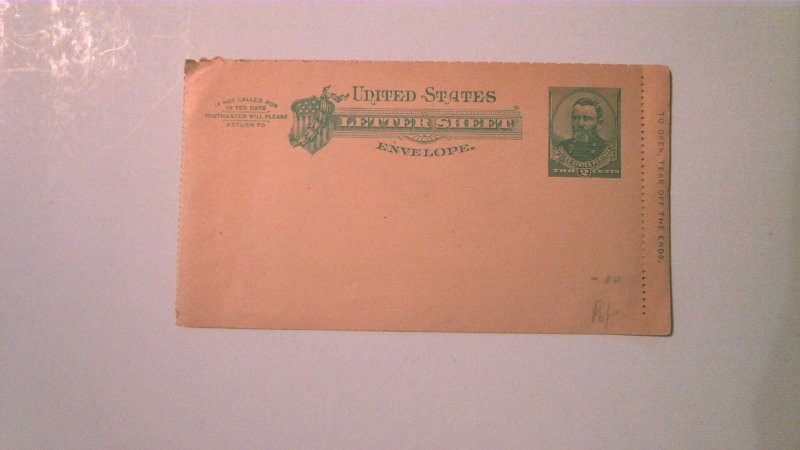 IF NOT CALLED FOR
IN TEN DAYS
POSTMASTER WILL PLEASE
RETURN TO
UNITED STATES
LETTER SHEET
ENVELOPE.
UNITED STATES POSTAGE
TWO 2 CENTS
TO OPEN, TEAR OFF THE ENDS.